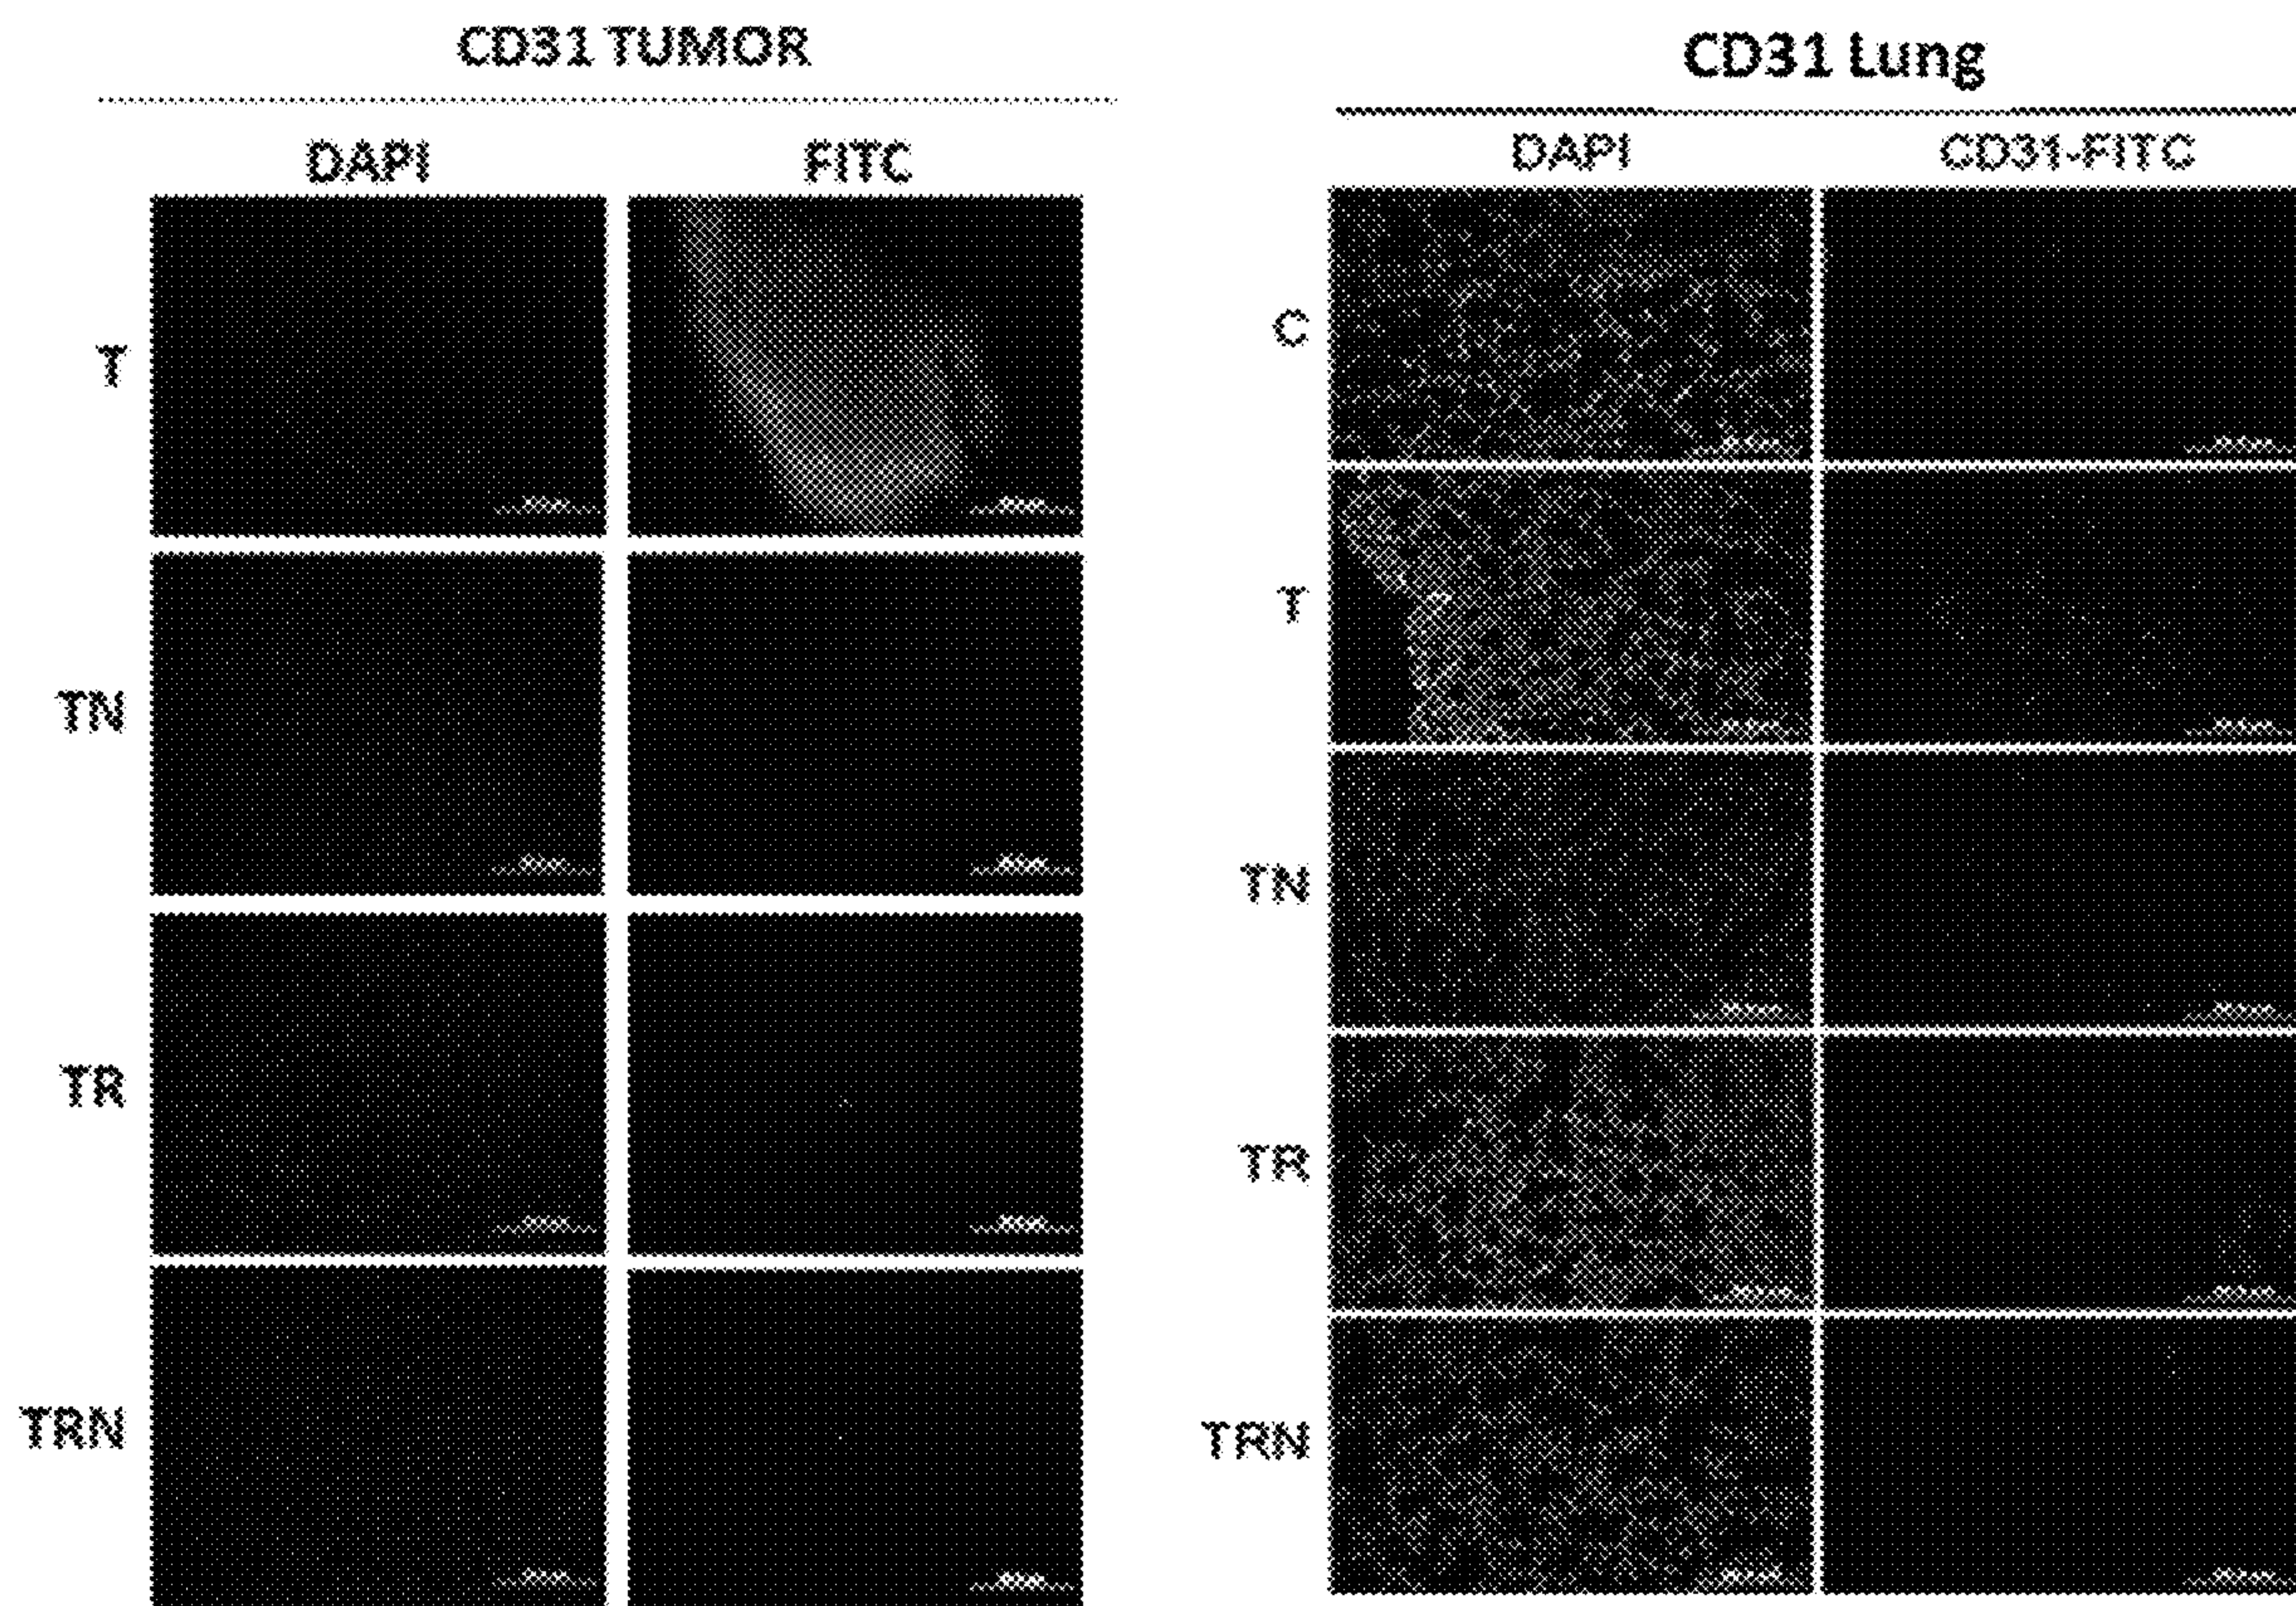 CD31 TUMOR
DAPI FITC
T
TN
TR
TRN
CD31 Lung
DAPI CD31-FITC
C
T
TN
TR
TRN